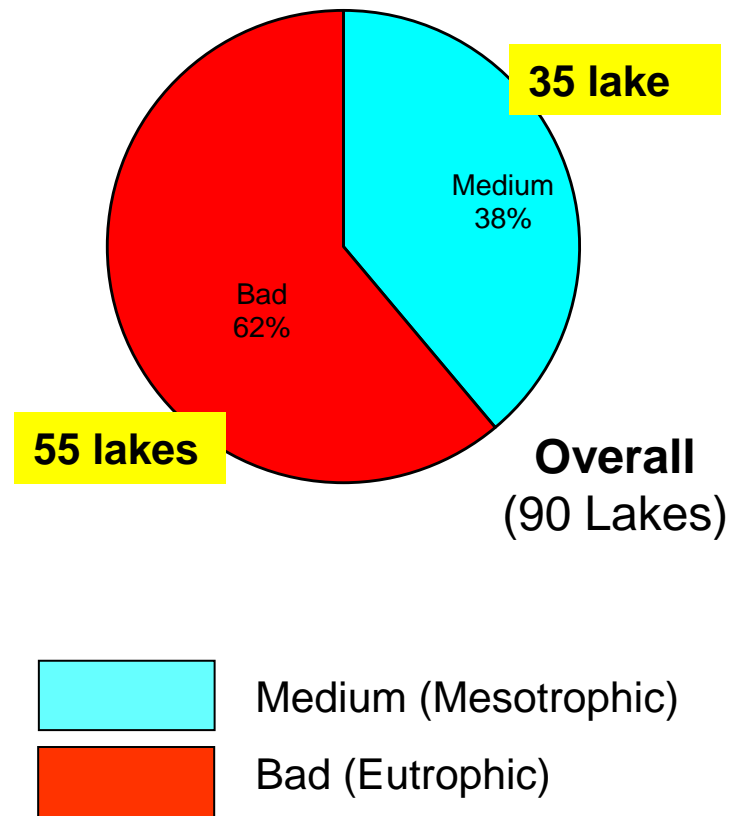 35 lake
Medium
38%
Bad
62%
55 lakes
Overall
(90 Lakes)
Medium (Mesotrophic)
Bad (Eutrophic)